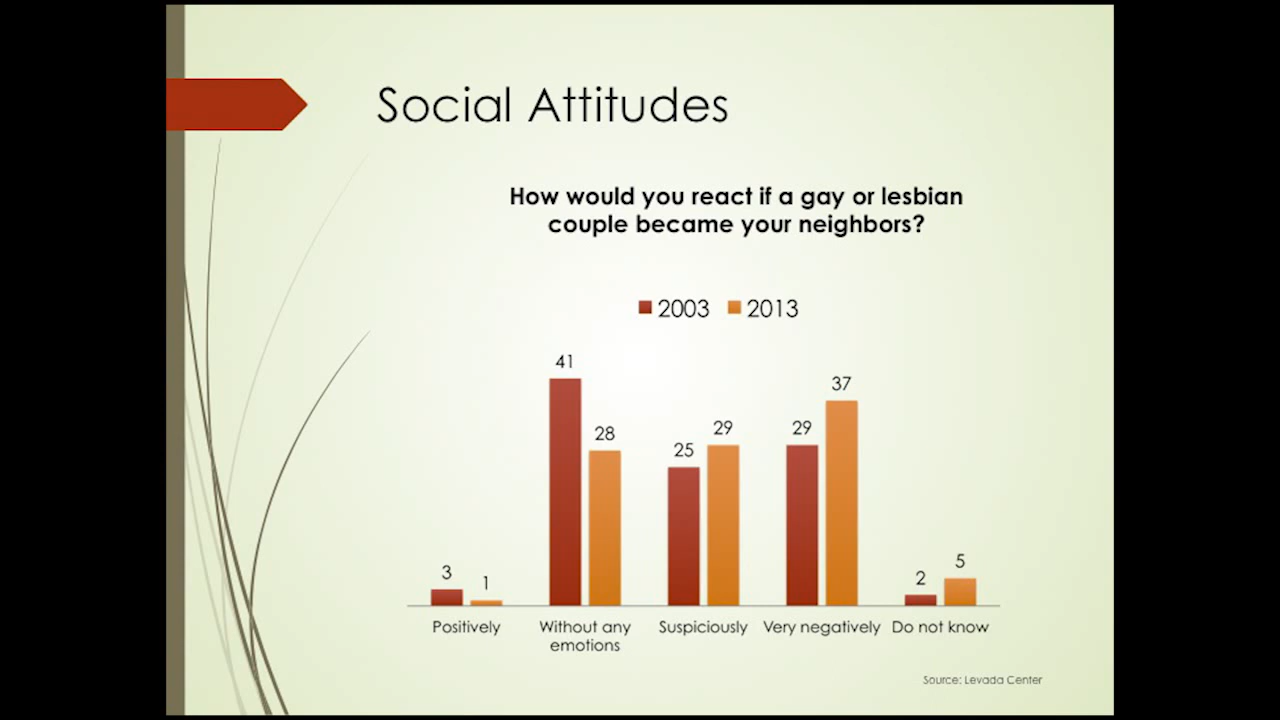 Social Attitudes
How would you react if a gay or lesbian
couple became your neighbors?
2003 2013
41
37
28
29
29
25
3
1
2
5
Positively
Without any
emotions
Suspiciously
Very negatively
Do not know
Source: Levada Center